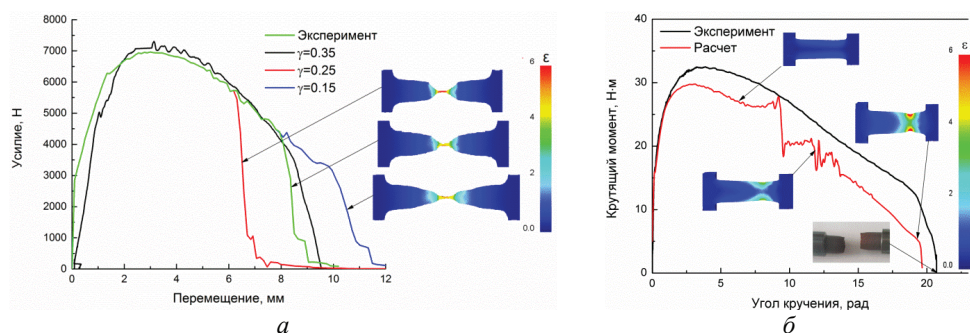 8000
7000
6000
5000
4000
3000
2000
1000
0
Усилие, Н
0 2 4 6 8 10 12
Перемещение, мм
Эксперимент
γ=0.35
γ=0.25
γ=0.15
ε
6
4
2
0.0
а
40
30
20
10
0
Крутящий момент, Н·м
0 5 10 15 20
Угол кручения, рад
Эксперимент
Расчет
ε
6
4
2
0.0
б